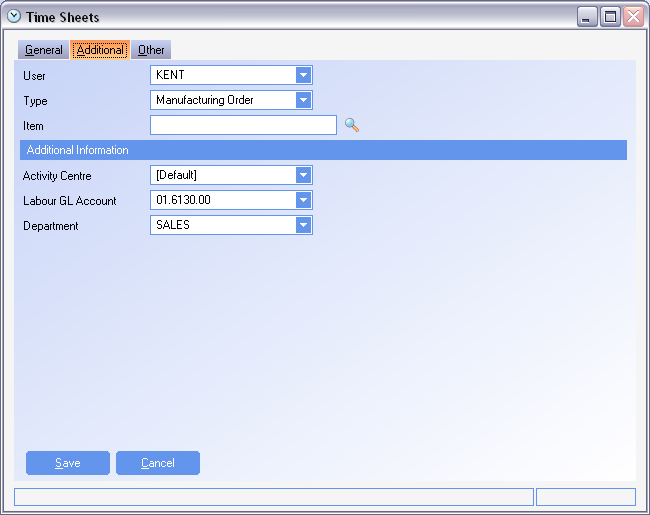 Time Sheets
General Additional Other
User KENT
Type Manufacturing Order
Item
Additional Information
Activity Centre [Default]
Labour GL Account 01.6130.00
Department SALES
Save Cancel